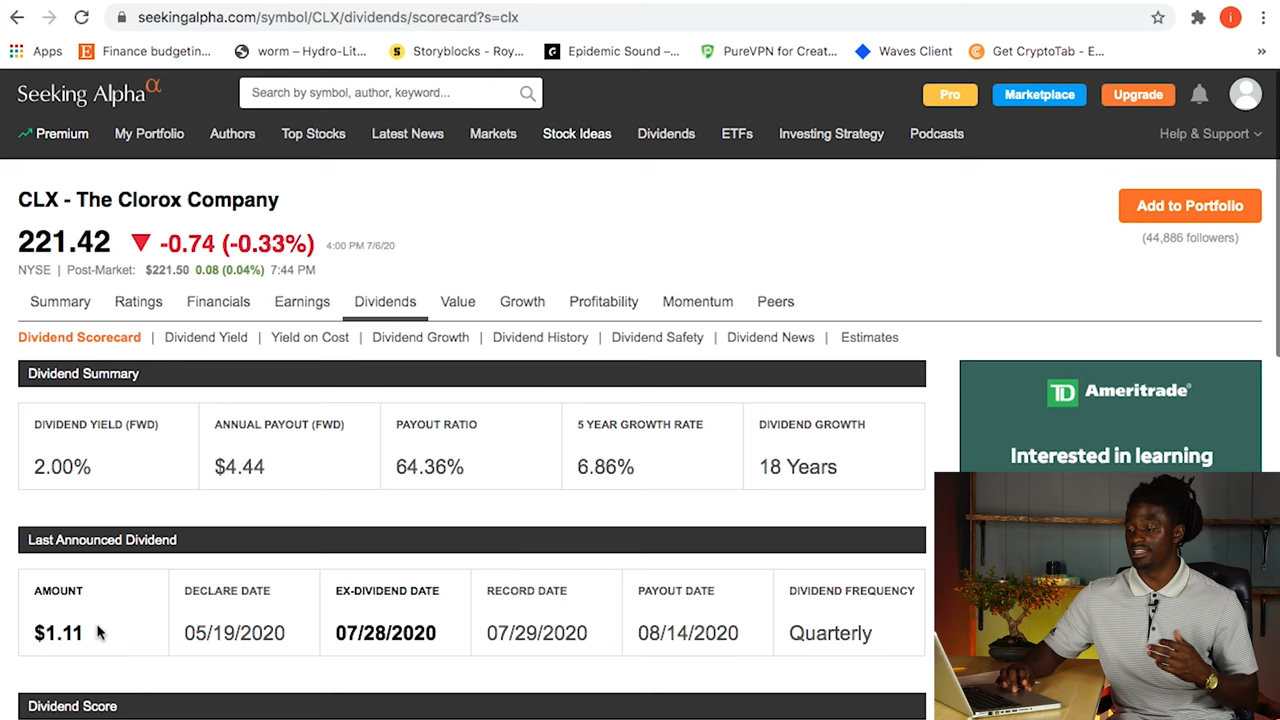 seekingalpha.com/symbol/CLX/dividends/scorecard?s=clx
Apps Finance budgetin... worm – Hydro-Lit... Storyblocks - Roy... Epidemic Sound –... PureVPN for Creat... Waves Client Get CryptoTab - E... »
Seeking Alphaα Search by symbol, author, keyword... Pro Marketplace Upgrade
Premium My Portfolio Authors Top Stocks Latest News Markets Stock Ideas Dividends ETFs Investing Strategy Podcasts Help & Support
CLX - The Clorox Company
Add to Portfolio
221.42 ▼ -0.74 (-0.33%) 4:00 PM 7/6/20
(44,886 followers)
NYSE | Post-Market: $221.50 0.08 (0.04%) 7:44 PM
Summary Ratings Financials Earnings Dividends Value Growth Profitability Momentum Peers
Dividend Scorecard | Dividend Yield | Yield on Cost | Dividend Growth | Dividend History | Dividend Safety | Dividend News | Estimates
Dividend Summary
DIVIDEND YIELD (FWD) ANNUAL PAYOUT (FWD) PAYOUT RATIO 5 YEAR GROWTH RATE DIVIDEND GROWTH
2.00% $4.44 64.36% 6.86% 18 Years
TD Ameritrade®
Interested in learning
Last Announced Dividend
AMOUNT DECLARE DATE EX-DIVIDEND DATE RECORD DATE PAYOUT DATE DIVIDEND FREQUENCY
$1.11 05/19/2020 07/28/2020 07/29/2020 08/14/2020 Quarterly
Dividend Score